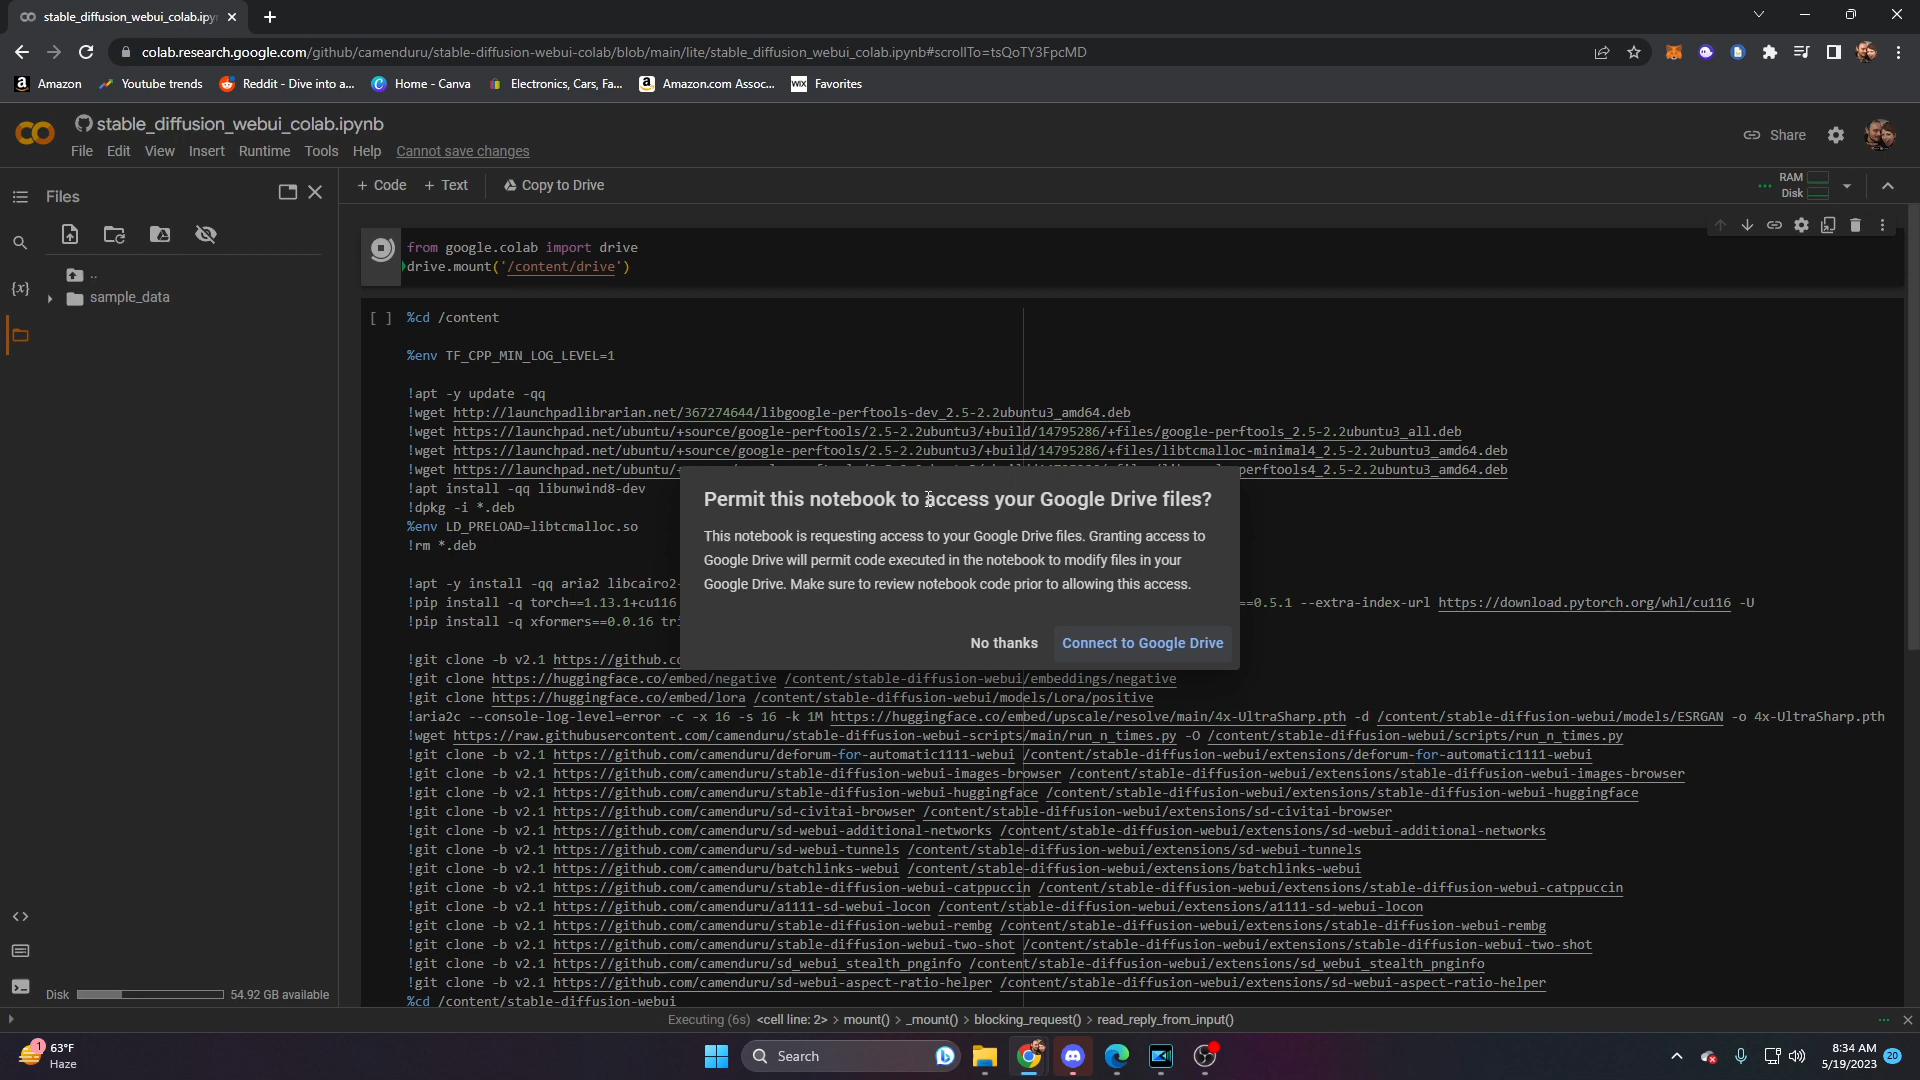 stable_diffusion_webui_colab.ipyn
colab.research.google.com/github/camenduru/stable-diffusion-webui-colab/blob/main/lite/stable_diffusion_webui_colab.ipynb#scrollTo=tsQoTY3FpcMD
Amazon Youtube trends Reddit - Dive into a... Home - Canva Electronics, Cars, Fa... Amazon.com Assoc... WIX Favorites
stable_diffusion_webui_colab.ipynb
File Edit View Insert Runtime Tools Help Cannot save changes
Share
Files
+ Code + Text Copy to Drive
RAM
Disk
..
sample_data
{x}
from google.colab import drive
drive.mount('/content/drive')
[ ] %cd /content
%env TF_CPP_MIN_LOG_LEVEL=1
!apt -y update -qq
!wget http://launchpadlibrarian.net/367274644/libgoogle-perftools-dev_2.5-2.2ubuntu3_amd64.deb
!wget https://launchpad.net/ubuntu/+source/google-perftools/2.5-2.2ubuntu3/+build/14795286/+files/google-perftools_2.5-2.2ubuntu3_all.deb
!wget https://launchpad.net/ubuntu/+source/google-perftools/2.5-2.2ubuntu3/+build/14795286/+files/libtcmalloc-minimal4_2.5-2.2ubuntu3_amd64.deb
!wget https://launchpad.net/ubuntu/+ perftools4_2.5-2.2ubuntu3_amd64.deb
!apt install -qq libunwind8-dev
!dpkg -i *.deb
%env LD_PRELOAD=libtcmalloc.so
!rm *.deb
!apt -y install -qq aria2 libcairo2-
!pip install -q torch==1.13.1+cu116 ==0.5.1 --extra-index-url https://download.pytorch.org/whl/cu116 -U
!pip install -q xformers==0.0.16 tri
Permit this notebook to access your Google Drive files?
This notebook is requesting access to your Google Drive files. Granting access to
Google Drive will permit code executed in the notebook to modify files in your
Google Drive. Make sure to review notebook code prior to allowing this access.
No thanks Connect to Google Drive
!git clone -b v2.1 https://github.co
!git clone https://huggingface.co/embed/negative /content/stable-diffusion-webui/embeddings/negative
!git clone https://huggingface.co/embed/lora /content/stable-diffusion-webui/models/Lora/positive
!aria2c --console-log-level=error -c -x 16 -s 16 -k 1M https://huggingface.co/embed/upscale/resolve/main/4x-UltraSharp.pth -d /content/stable-diffusion-webui/models/ESRGAN -o 4x-UltraSharp.pth
!wget https://raw.githubusercontent.com/camenduru/stable-diffusion-webui-scripts/main/run_n_times.py -O /content/stable-diffusion-webui/scripts/run_n_times.py
!git clone -b v2.1 https://github.com/camenduru/deforum-for-automatic1111-webui /content/stable-diffusion-webui/extensions/deforum-for-automatic1111-webui
!git clone -b v2.1 https://github.com/camenduru/stable-diffusion-webui-images-browser /content/stable-diffusion-webui/extensions/stable-diffusion-webui-images-browser
!git clone -b v2.1 https://github.com/camenduru/stable-diffusion-webui-huggingface /content/stable-diffusion-webui/extensions/stable-diffusion-webui-huggingface
!git clone -b v2.1 https://github.com/camenduru/sd-civitai-browser /content/stable-diffusion-webui/extensions/sd-civitai-browser
!git clone -b v2.1 https://github.com/camenduru/sd-webui-additional-networks /content/stable-diffusion-webui/extensions/sd-webui-additional-networks
!git clone -b v2.1 https://github.com/camenduru/sd-webui-tunnels /content/stable-diffusion-webui/extensions/sd-webui-tunnels
!git clone -b v2.1 https://github.com/camenduru/batchlinks-webui /content/stable-diffusion-webui/extensions/batchlinks-webui
!git clone -b v2.1 https://github.com/camenduru/stable-diffusion-webui-catppuccin /content/stable-diffusion-webui/extensions/stable-diffusion-webui-catppuccin
!git clone -b v2.1 https://github.com/camenduru/a1111-sd-webui-locon /content/stable-diffusion-webui/extensions/a1111-sd-webui-locon
!git clone -b v2.1 https://github.com/camenduru/stable-diffusion-webui-rembg /content/stable-diffusion-webui/extensions/stable-diffusion-webui-rembg
!git clone -b v2.1 https://github.com/camenduru/stable-diffusion-webui-two-shot /content/stable-diffusion-webui/extensions/stable-diffusion-webui-two-shot
!git clone -b v2.1 https://github.com/camenduru/sd_webui_stealth_pnginfo /content/stable-diffusion-webui/extensions/sd_webui_stealth_pnginfo
!git clone -b v2.1 https://github.com/camenduru/sd-webui-aspect-ratio-helper /content/stable-diffusion-webui/extensions/sd-webui-aspect-ratio-helper
%cd /content/stable-diffusion-webui
Disk 54.92 GB available
Executing (6s) <cell line: 2> > mount() > _mount() > blocking_request() > read_reply_from_input()
1 63°F
Haze
Search
8:34 AM
5/19/2023
20